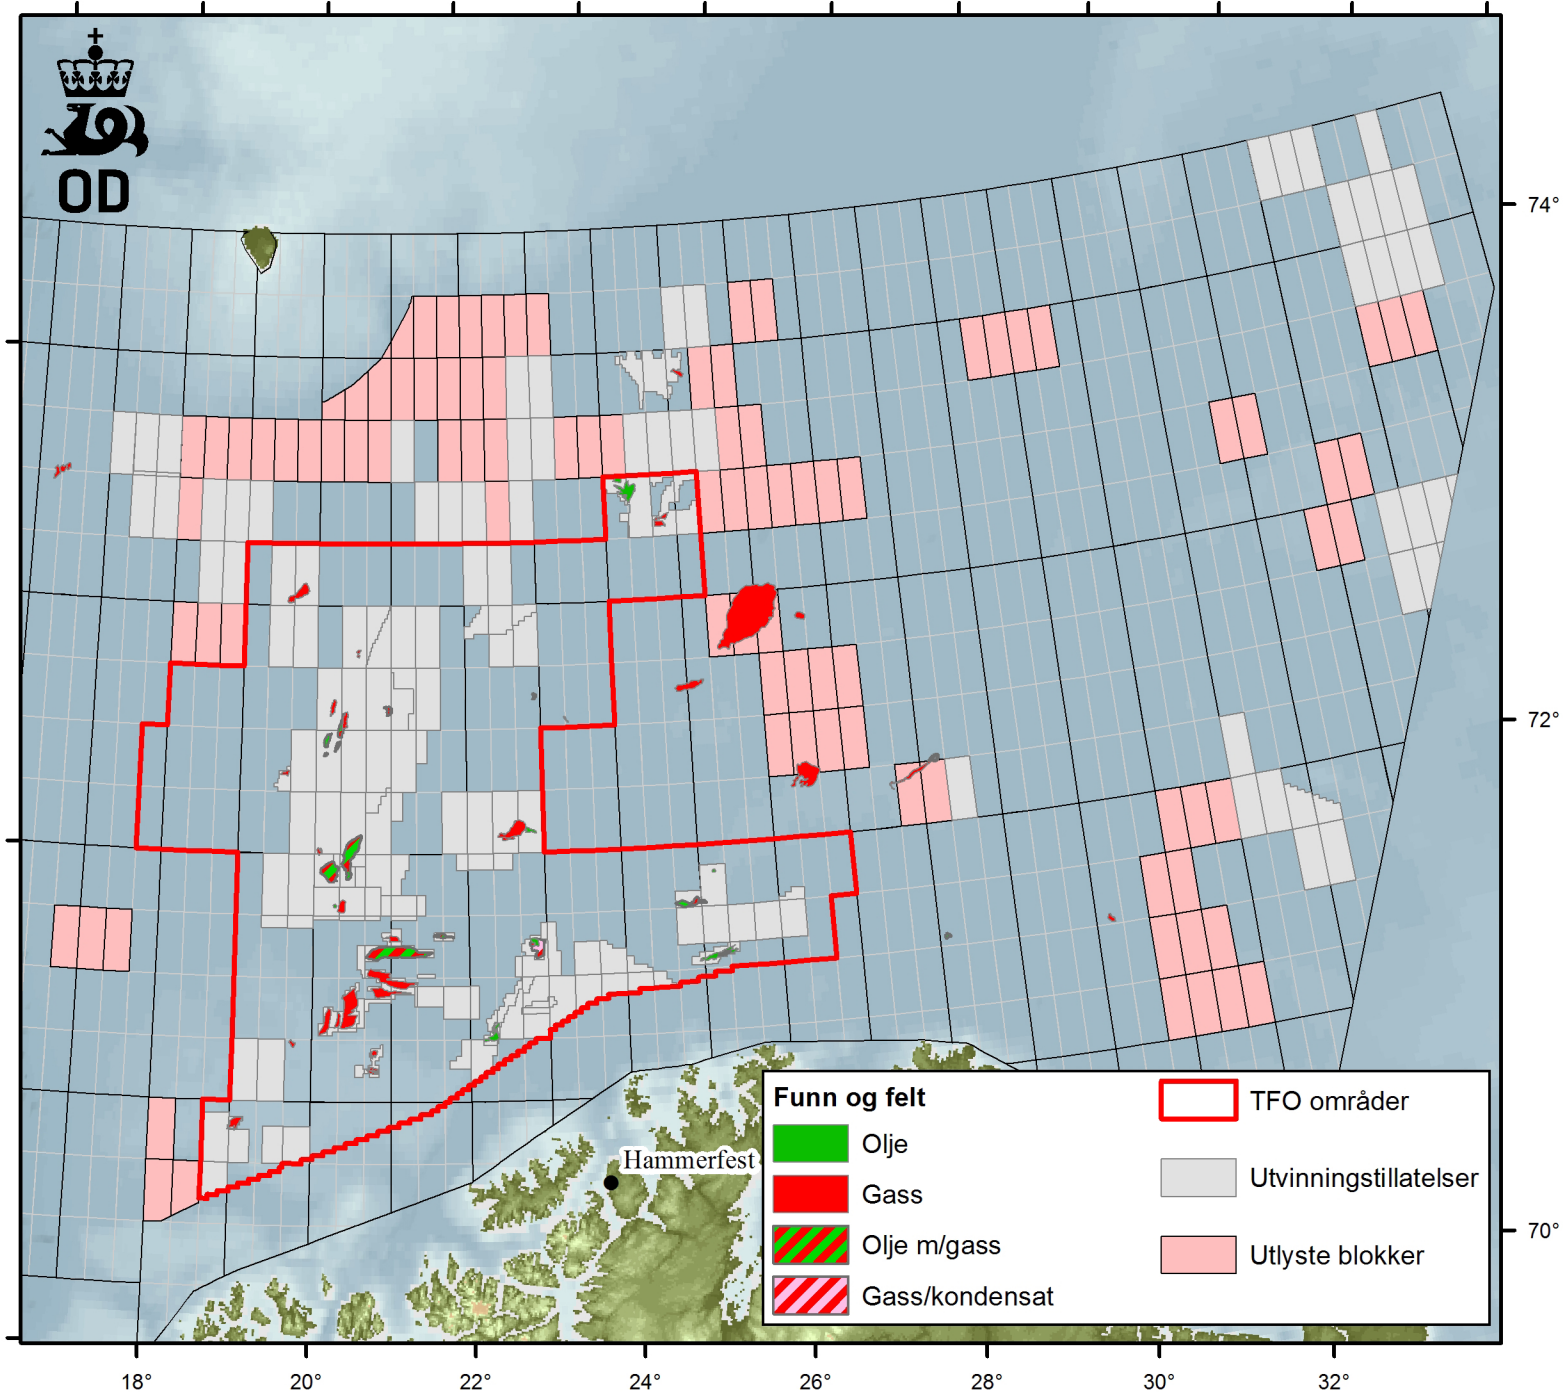 OD
74°
72°
70°
Hammerfest
Funn og felt
Olje
Gass
Olje m/gass
Gass/kondensat
TFO områder
Utvinningstillatelser
Utlyste blokker
18°
20°
22°
24°
26°
28°
30°
32°